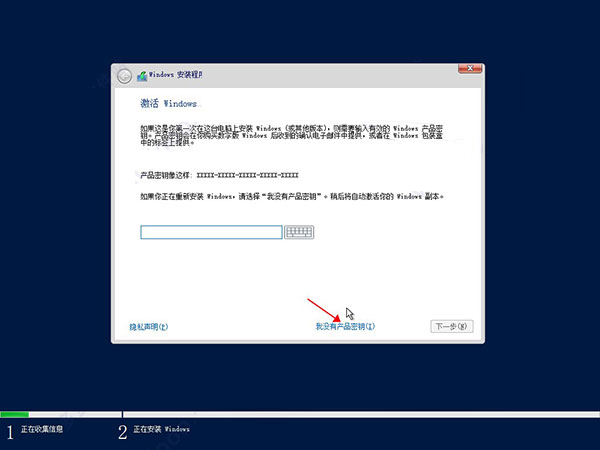 Windows 安装程序
激活 Windows
如果这是你第一次在这台电脑上安装 Windows (或其他版本)，则需要输入有效的 Windows 产品密
钥。产品密钥会在你购买数字版 Windows 后收到的确认电子邮件中提供，或者在 Windows 包装盒
中的标签上提供。
产品密钥像这样: XXXXX-XXXXX-XXXXX-XXXXX-XXXXX
如果你正在重新安装 Windows，请选择“我没有产品密钥”。稍后将自动激活你的 Windows 副本。
隐私声明(P)
我没有产品密钥(I)
下一步(N)
1 正在收集信息
2 正在安装 Windows